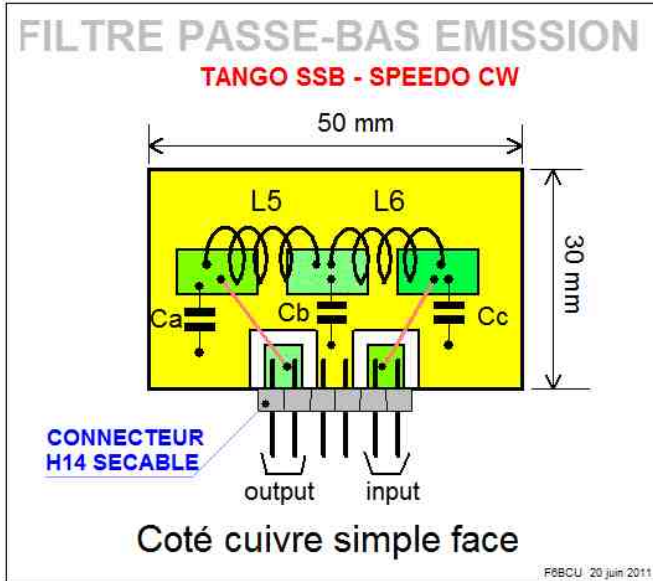 FILTRE PASSE-BAS EMISSION
TANGO SSB - SPEEDO CW
50 mm
L5 L6
30 mm
Ca Cb Cc
CONNECTEUR
H14 SECABLE
output input
Coté cuivre simple face
F6BCU 20 juin 2011